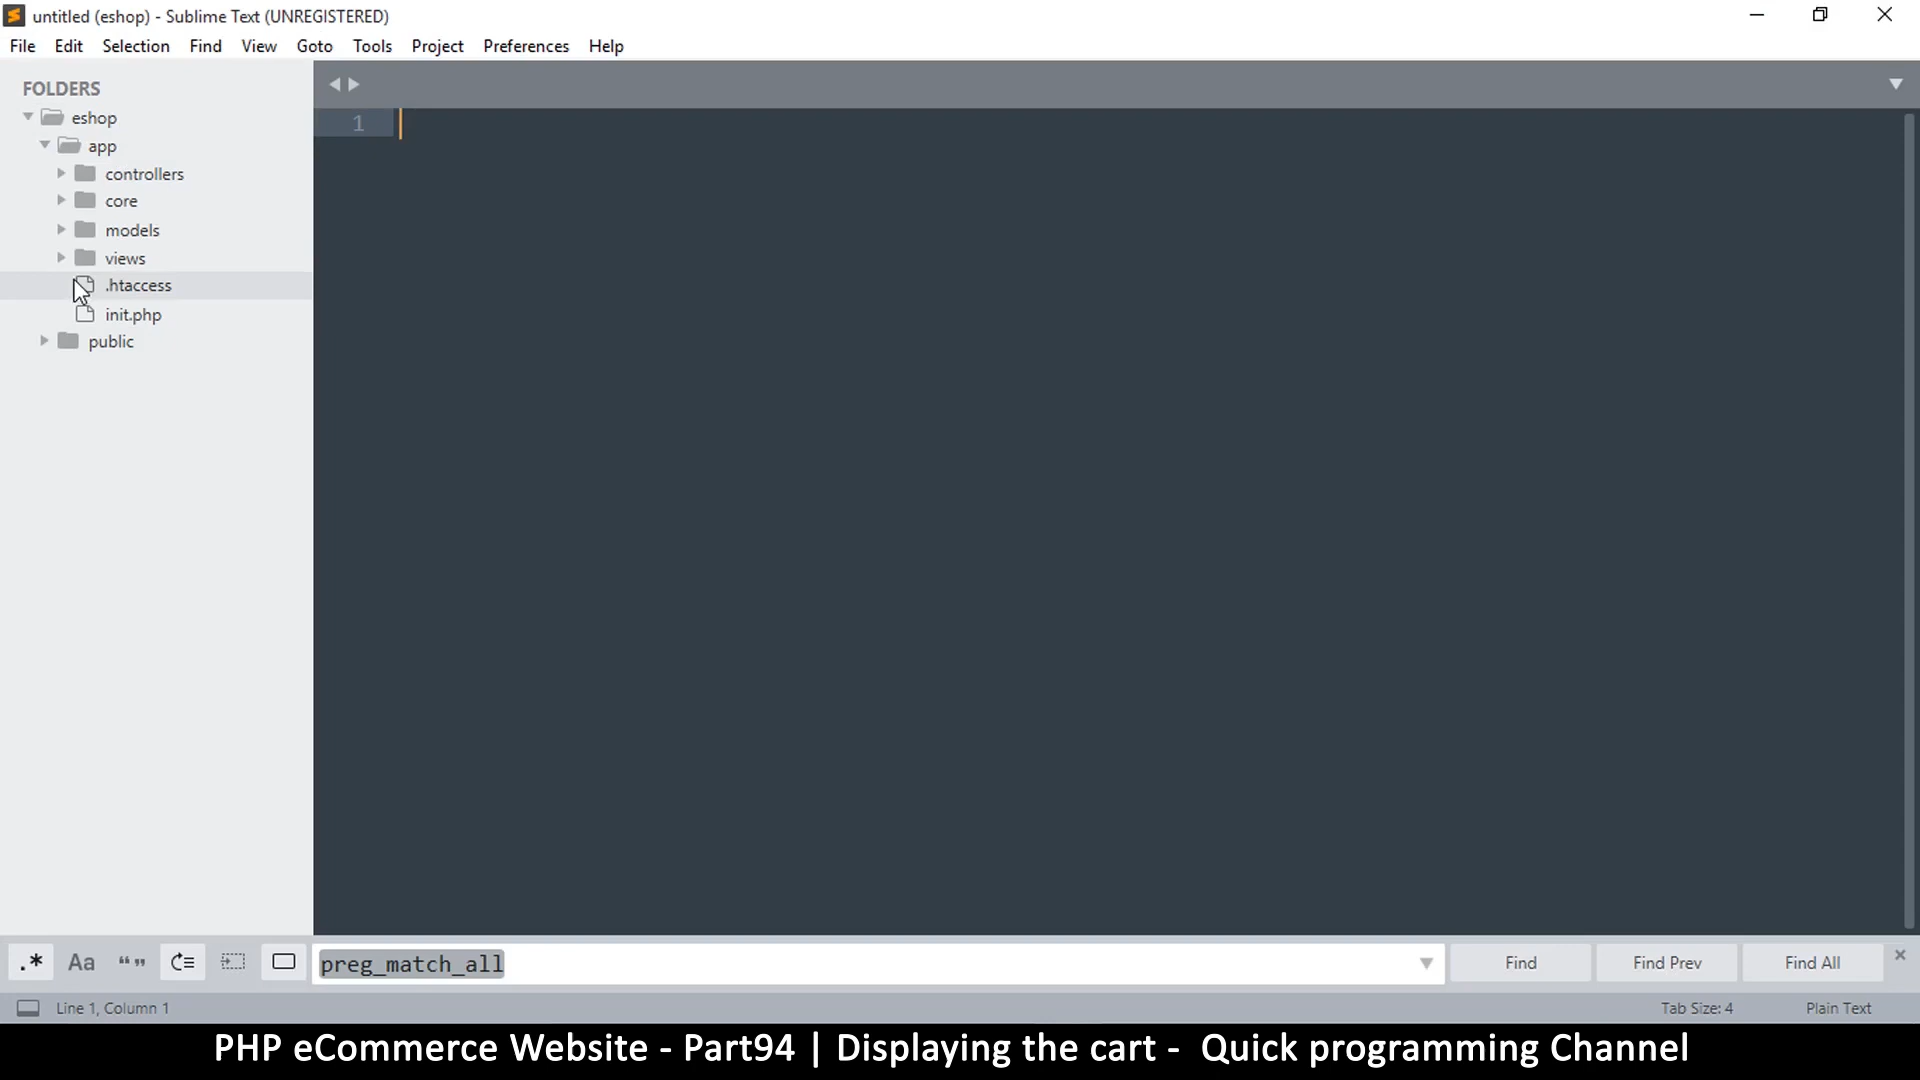 untitled (eshop) - Sublime Text (UNREGISTERED)
File Edit Selection Find View Goto Tools Project Preferences Help
FOLDERS
eshop
app
controllers
core
models
views
.htaccess
init.php
public
1
.* Aa “” preg_match_all Find Find Prev Find All
Line 1, Column 1 Tab Size: 4 Plain Text
PHP eCommerce Website - Part94 | Displaying the cart - Quick programming Channel